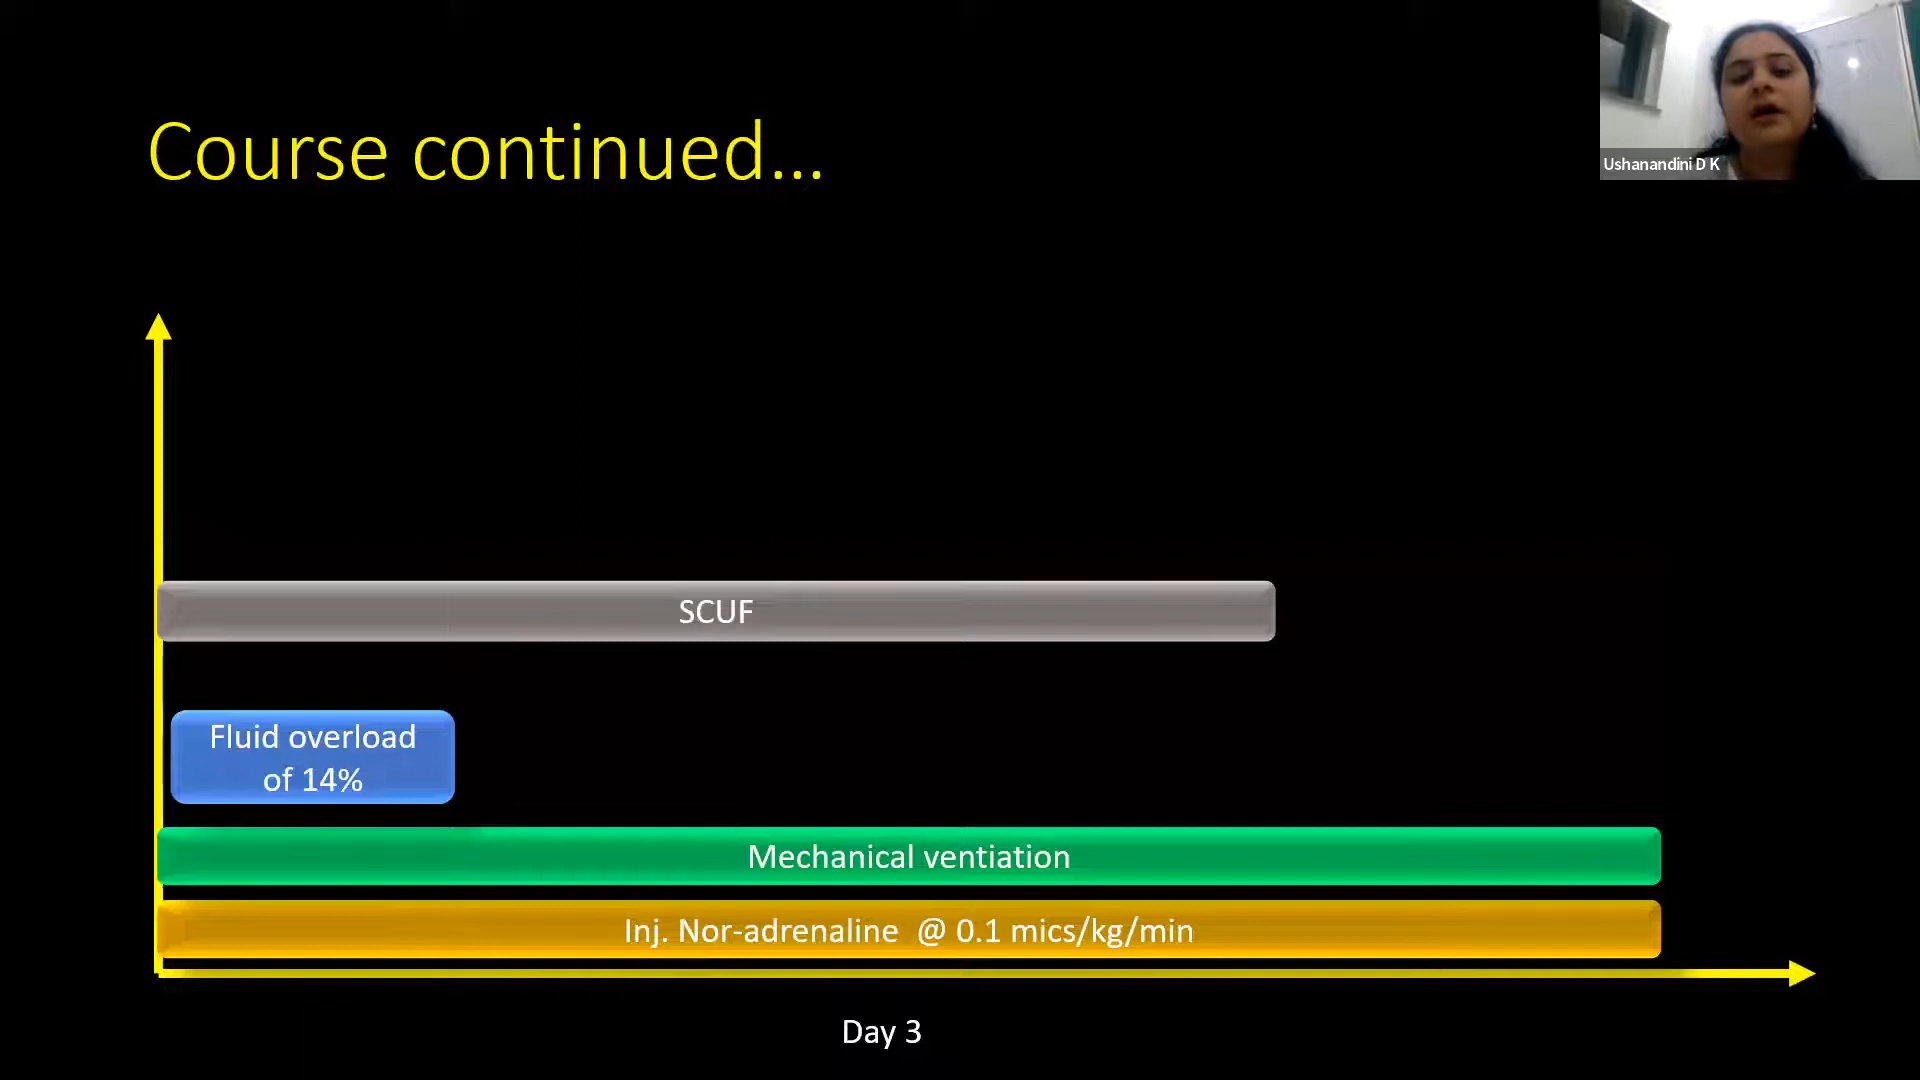 Course continued...
Ushanandini D K
SCUF
Fluid overload
of 14%
Mechanical ventiation
Inj. Nor-adrenaline @ 0.1 mics/kg/min
Day 3